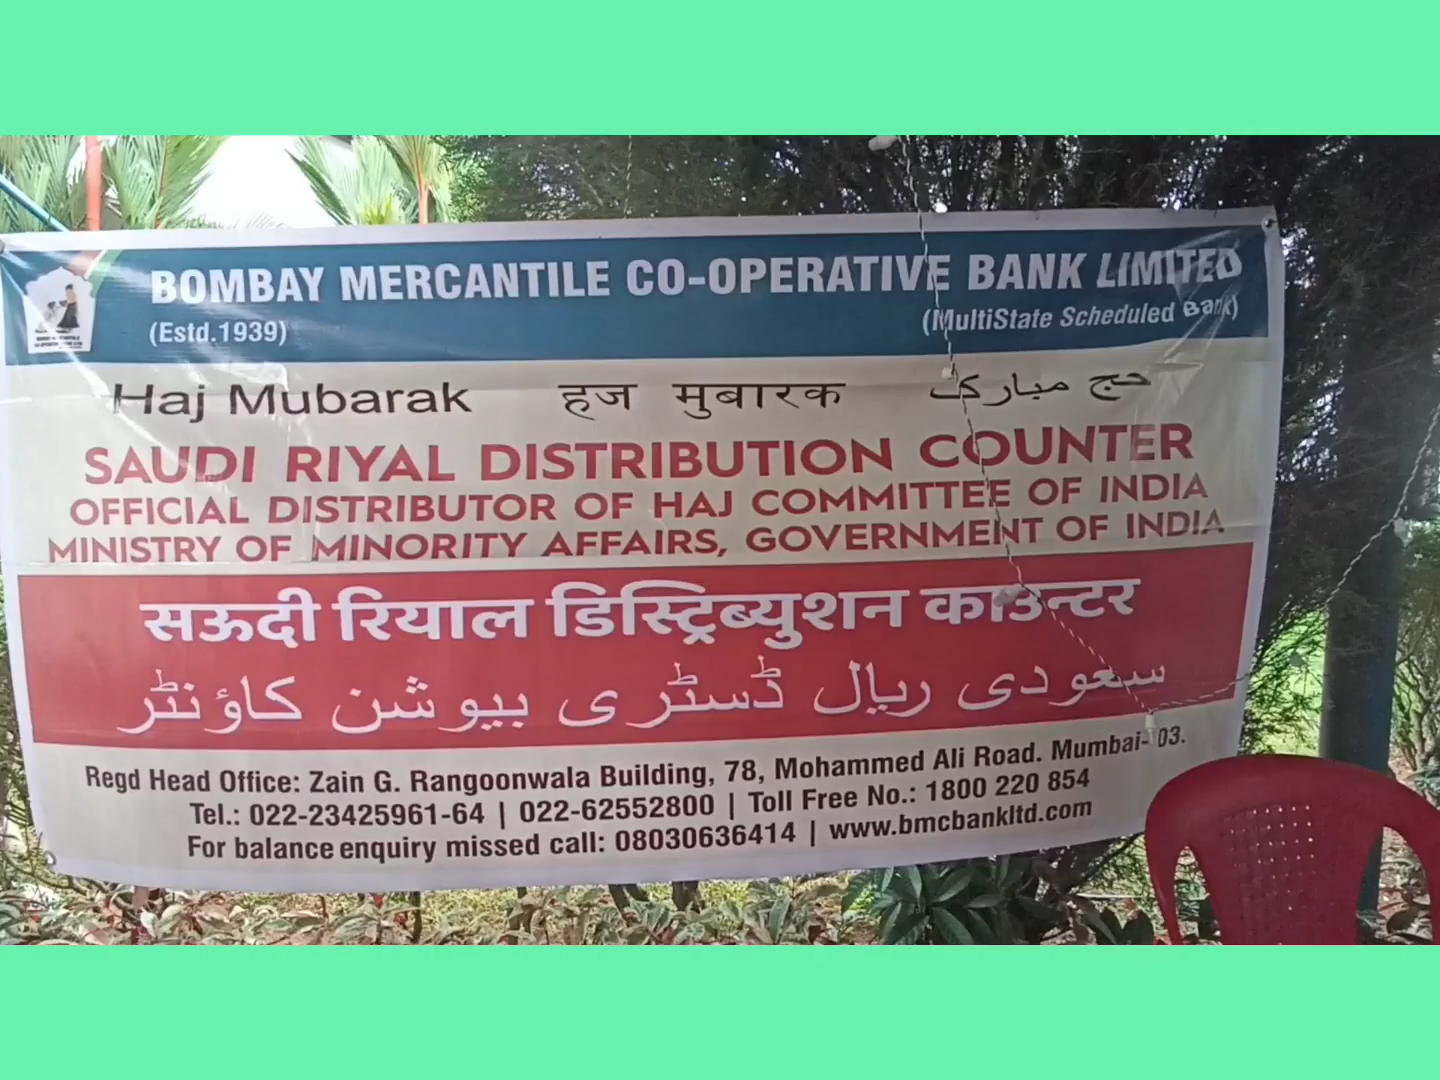 BOMBAY MERCANTILE CO-OPERATIVE BANK LIMITED
(Estd.1939) (MultiState Scheduled Bank)
Haj Mubarak हज मुबारक حج مبارک
SAUDI RIYAL DISTRIBUTION COUNTER
OFFICIAL DISTRIBUTOR OF HAJ COMMITTEE OF INDIA
MINISTRY OF MINORITY AFFAIRS, GOVERNMENT OF INDIA
सऊदी रियाल डिस्ट्रिब्युशन काउन्टर
سعودی ریال ڈسٹری بیوشن کاؤنٹر
Regd Head Office: Zain G. Rangoonwala Building, 78, Mohammed Ali Road. Mumbai-03.
Tel.: 022-23425961-64 | 022-62552800 | Toll Free No.: 1800 220 854
For balance enquiry missed call: 08030636414 | www.bmcbankltd.com